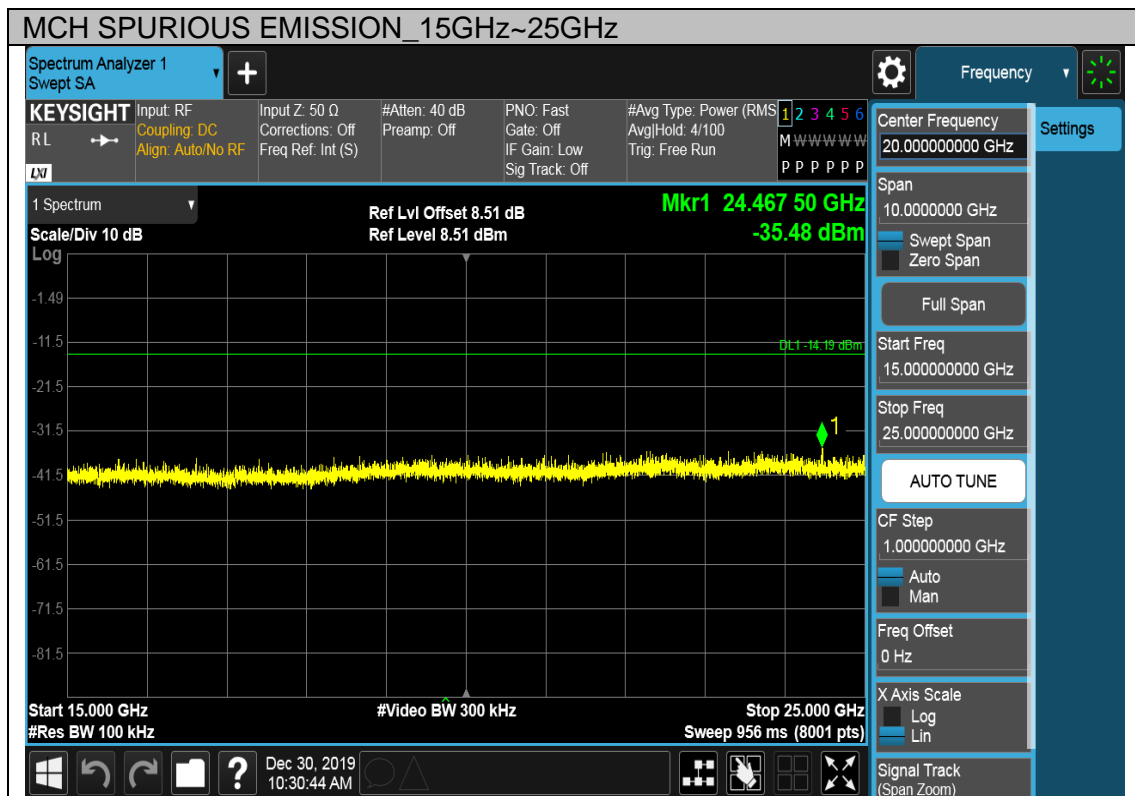 MCH SPURIOUS EMISSION_15GHz~25GHz
Spectrum Analyzer 1
Swept SA
+
Frequency
KEYSIGHT
R L
LXI
Input: RF
Coupling: DC
Align: Auto/No RF
Input Z: 50 Ω
Corrections: Off
Freq Ref: Int (S)
#Atten: 40 dB
Preamp: Off
PNO: Fast
Gate: Off
IF Gain: Low
Sig Track: Off
#Avg Type: Power (RMS
Avg|Hold: 4/100
Trig: Free Run
1 2 3 4 5 6
M W W W W W
P P P P P P
1 Spectrum
Scale/Div 10 dB
Ref Lvl Offset 8.51 dB
Ref Level 8.51 dBm
Mkr1 24.467 50 GHz
-35.48 dBm
Log
-1.49
-11.5
DL1 -14.19 dBm
-21.5
-31.5
1
-41.5
-51.5
-61.5
-71.5
-81.5
Start 15.000 GHz
#Res BW 100 kHz
#Video BW 300 kHz
Stop 25.000 GHz
Sweep 956 ms (8001 pts)
Center Frequency
20.000000000 GHz
Settings
Span
10.0000000 GHz
Swept Span
Zero Span
Full Span
Start Freq
15.000000000 GHz
Stop Freq
25.000000000 GHz
AUTO TUNE
CF Step
1.000000000 GHz
Auto
Man
Freq Offset
0 Hz
X Axis Scale
Log
Lin
Signal Track
(Span Zoom)
?
Dec 30, 2019
10:30:44 AM